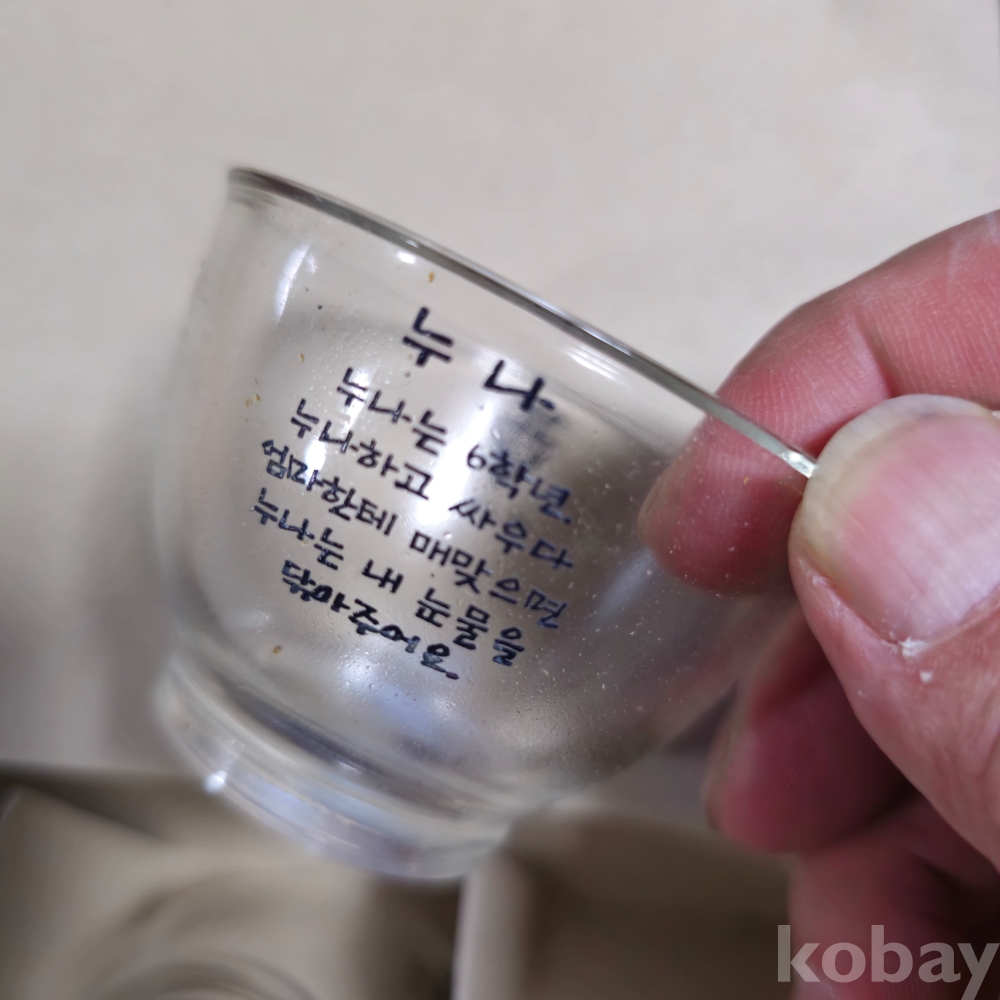 누나
누나는 6학년.
누나하고 싸우다
엄마한테 매맞으면
누나는 내 눈물을
닦아주어요.
kobay